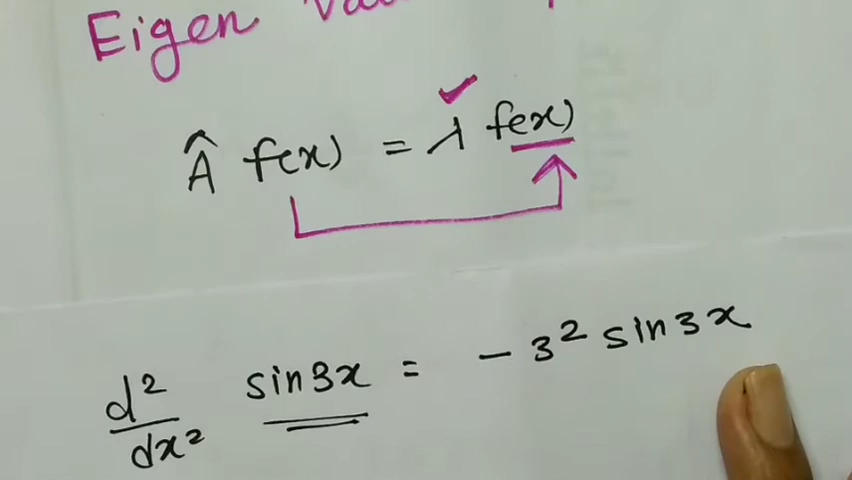 Eigen
Â f(x) = λ f(x)
d²/dx² sin3x = - 3² sin3x